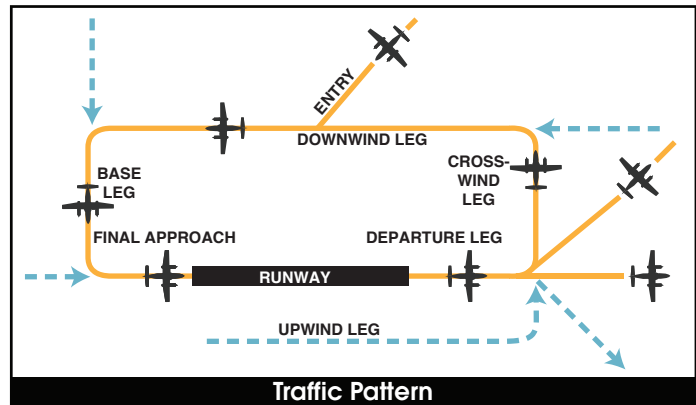 ENTRY
DOWNWIND LEG
CROSS-
WIND
LEG
BASE
LEG
FINAL APPROACH
DEPARTURE LEG
RUNWAY
UPWIND LEG
Traffic Pattern